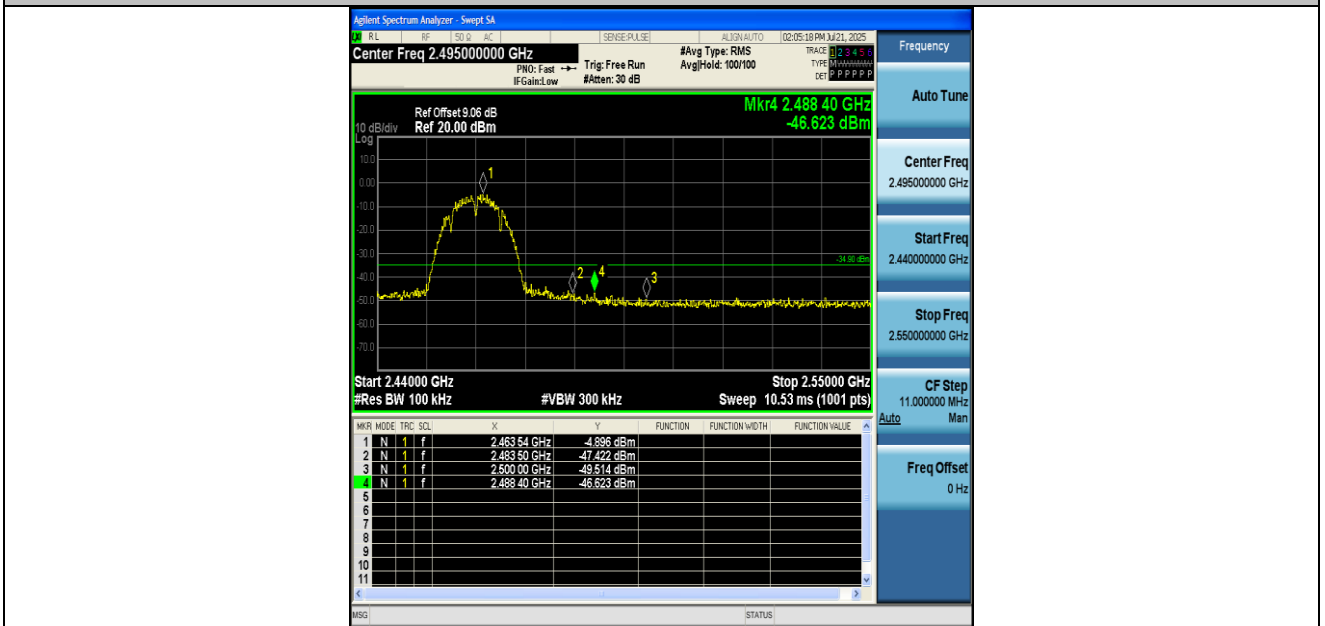 Agilent Spectrum Analyzer - Swept SA
RL RF 50 Ω AC SENSE:PULSE ALIGN AUTO 02:05:18 PM Jul 21, 2025
Center Freq 2.495000000 GHz
PNO: Fast Trig: Free Run
IFGain:Low #Atten: 30 dB
#Avg Type: RMS
Avg|Hold: 100/100
TRACE 1 2 3 4 5 6
TYPE
DET P P P P P P
Mkr4 2.488 40 GHz
-46.623 dBm
Ref Offset 9.06 dB
10 dB/div Ref 20.00 dBm
Log
10.0
0.00
-10.0
-20.0
-30.0
-40.0
-50.0
-60.0
-70.0
1
2
4
3
-34.90 dBm
Start 2.44000 GHz Stop 2.55000 GHz
#Res BW 100 kHz #VBW 300 kHz Sweep 10.53 ms (1001 pts)
MKR MODE TRC SCL X Y FUNCTION FUNCTION WIDTH FUNCTION VALUE
1 N 1 f 2.463 54 GHz -4.896 dBm
2 N 1 f 2.483 50 GHz -47.422 dBm
3 N 1 f 2.500 00 GHz -49.514 dBm
4 N 1 f 2.488 40 GHz -46.623 dBm
5
6
7
8
9
10
11
MSG STATUS
Frequency
Auto Tune
Center Freq
2.495000000 GHz
Start Freq
2.440000000 GHz
Stop Freq
2.550000000 GHz
CF Step
11.000000 MHz
Auto Man
Freq Offset
0 Hz